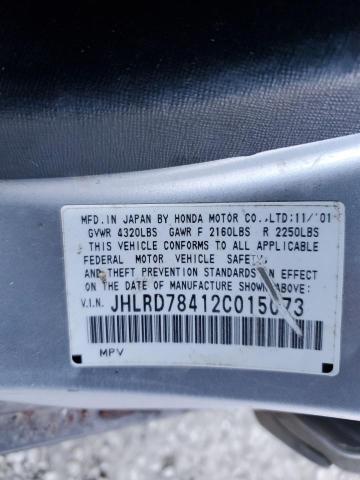 MFD.IN JAPAN BY HONDA MOTOR CO.,LTD:11/'01
GVWR 4320LBS GAWR F 2160LBS R 2250LBS
THIS VEHICLE CONFORMS TO ALL APPLICABLE
FEDERAL MOTOR VEHICLE SAFETY,
AND THEFT PREVENTION STANDARDS IN EFFECT
ON THE DATE OF MANUFACTURE SHOWN ABOVE.
V.I.N. JHLRD78412C015073
MPV